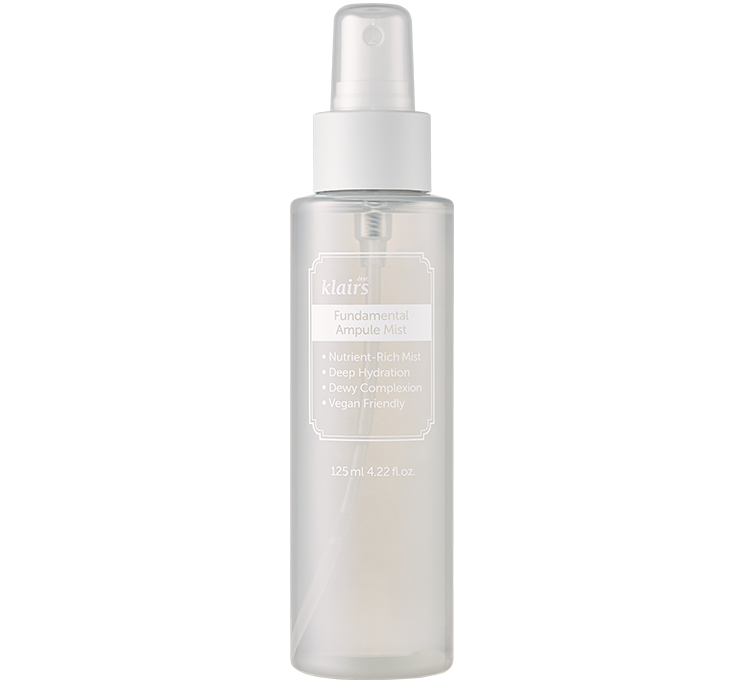 dear
klairs
Fundamental
Ampule Mist
• Nutrient-Rich Mist
• Deep Hydration
• Dewy Complexion
• Vegan Friendly
125 ml 4.22 fl.oz.